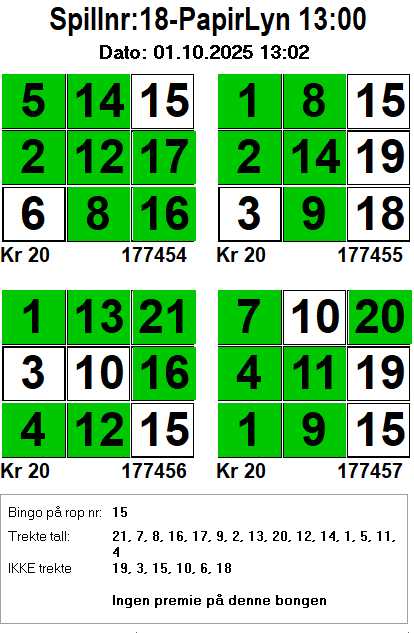 Spillnr:18-PapirLyn 13:00
Dato: 01.10.2025 13:02
5 14 15
2 12 17
6 8 16
Kr 20 177454
1 8 15
2 14 19
3 9 18
Kr 20 177455
1 13 21
3 10 16
4 12 15
Kr 20 177456
7 10 20
4 11 19
1 9 15
Kr 20 177457
Bingo på rop nr: 15
Trekte tall: 21, 7, 8, 16, 17, 9, 2, 13, 20, 12, 14, 1, 5, 11,
4
IKKE trekte 19, 3, 15, 10, 6, 18
Ingen premie på denne bongen